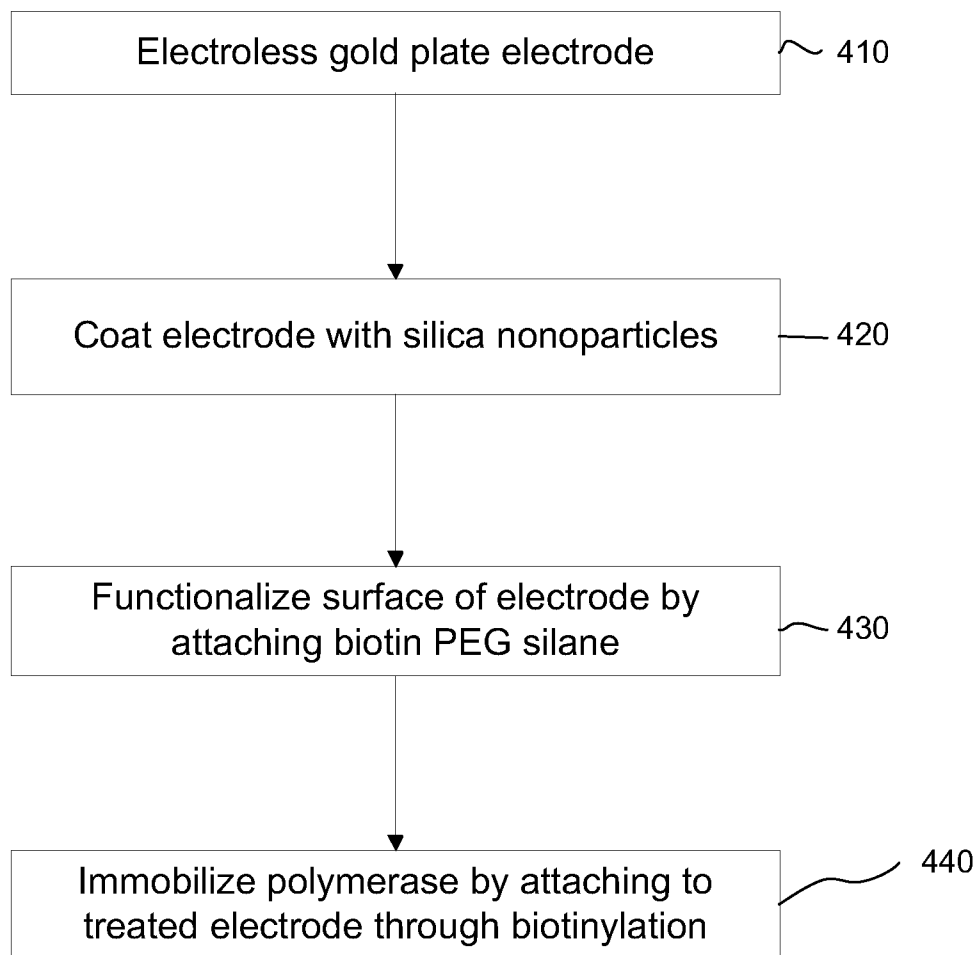 Electroless gold plate electrode
410
Coat electrode with silica nonoparticles
420
Functionalize surface of electrode by
attaching biotin PEG silane
430
Immobilize polymerase by attaching to
treated electrode through biotinylation
440